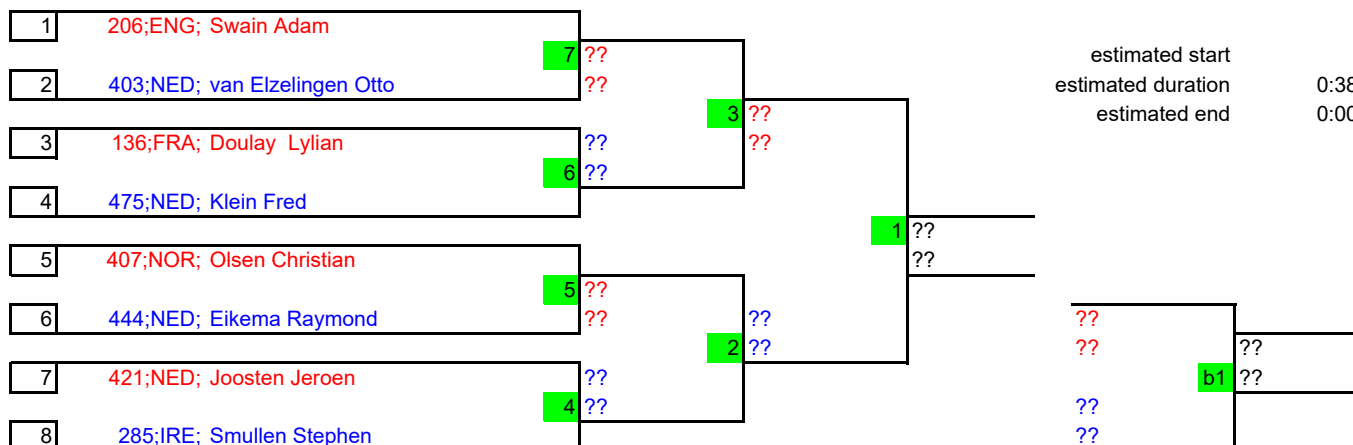 1 206;ENG; Swain Adam
7 ??
estimated start
2 403;NED; van Elzelingen Otto ??
estimated duration 0:38
3 ??
estimated end 0:00
3 136;FRA; Doulay Lylian ?? ??
6 ??
4 475;NED; Klein Fred
1 ??
5 407;NOR; Olsen Christian ??
5 ??
6 444;NED; Eikema Raymond ?? ?? ??
2 ?? ?? ??
7 421;NED; Joosten Jeroen ?? b1 ??
4 ?? ??
8 285;IRE; Smullen Stephen ??